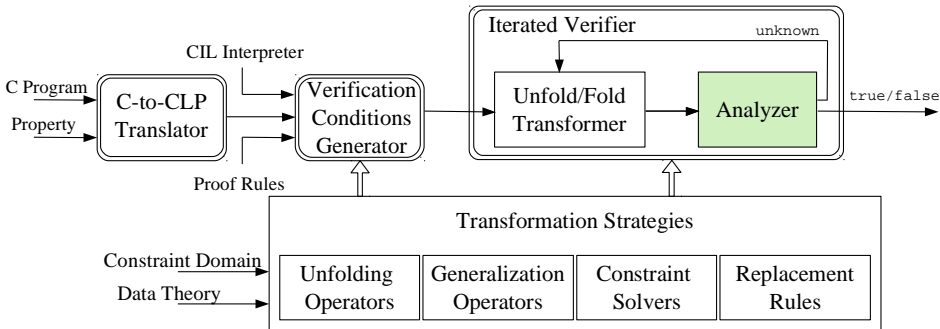 Iterated Verifier
unknown
CIL Interpreter
C Program
Property
C-to-CLP
Translator
Verification
Conditions
Generator
Unfold/Fold
Transformer
Analyzer
true/false
Proof Rules
Transformation Strategies
Constraint Domain
Data Theory
Unfolding
Operators
Generalization
Operators
Constraint
Solvers
Replacement
Rules